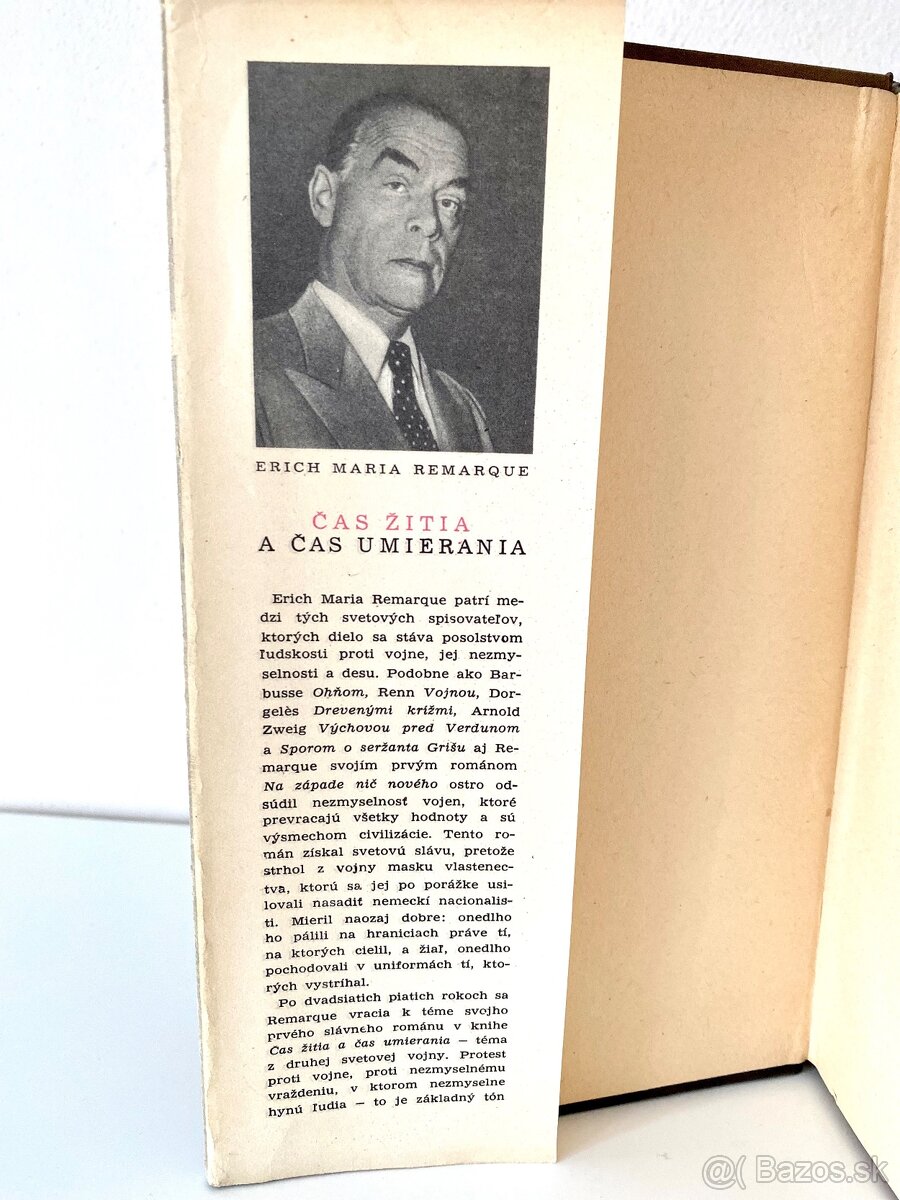 ERICH MARIA REMARQUE
ČAS ŽITIA
A ČAS UMIERANIA
Erich Maria Remarque patrí me-
dzi tých svetových spisovateľov,
ktorých dielo sa stáva posolstvom
ľudskosti proti vojne, jej nezmy-
selnosti a desu. Podobne ako Bar-
busse Ohňom, Renn Vojnou, Dor-
gelès Drevenými krížmi, Arnold
Zweig Výchovou pred Verdunom
a Sporom o seržanta Grišu aj Re-
marque svojím prvým románom
Na západe nič nového ostro od-
súdil nezmyselnosť vojen, ktoré
prevracajú všetky hodnoty a sú
výsmechom civilizácie. Tento ro-
mán získal svetovú slávu, pretože
strhol z vojny masku vlastenec-
tva, ktorú sa jej po porážke usi-
lovali nasadiť nemeckí nacionalis-
ti. Mieril naozaj dobre: onedlho
ho pálili na hraniciach práve tí,
na ktorých cielil, a žiaľ, onedlho
pochodovali v uniformách tí, kto-
rých vystríhal.
Po dvadsiatich piatich rokoch sa
Remarque vracia k téme svojho
prvého slávneho románu v knihe
Čas žitia a čas umierania – téma
z druhej svetovej vojny. Protest
proti vojne, proti nezmyselnému
vraždeniu, v ktorom nezmyselne
hynú ľudia – to je základný tón
@( Bazos.sk